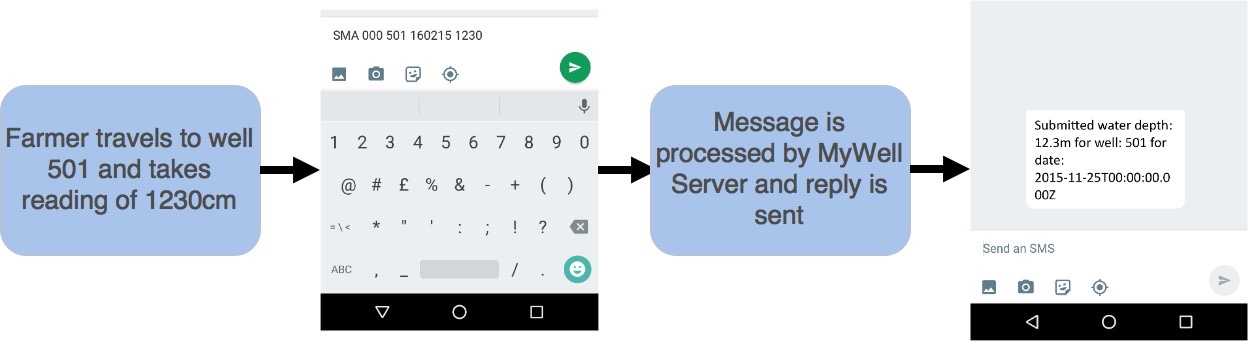 Farmer travels to well
501 and takes
reading of 1230cm
SMA 000 501 160215 1230
1 2 3 4 5 6 7 8 9 0
@ # £ % & - + ( )
= \ < * " ' : ; ! ?
ABC , _ / .
Message is
processed by MyWell
Server and reply is
sent
Submitted water depth:
12.3m for well: 501 for
date:
2015-11-25T00:00:00.0
00Z
Send an SMS